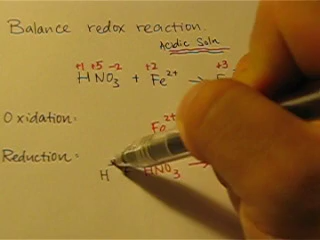 Balance redox reaction.
Acidic Soln
+1 +5 -2 +2 +3
HNO₃ + Fe²⁺ →
Oxidation: Fe²⁺
Reduction: H HNO₃ →